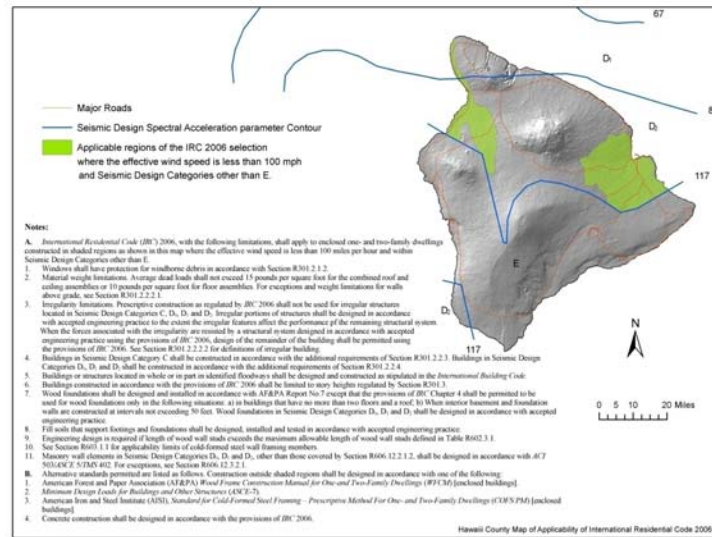 67
D₁
8
D₂
117
E
D₂
117
N
0 5 10 20 Miles
Major Roads
Seismic Design Spectral Acceleration parameter Contour
Applicable regions of the IRC 2006 selection
where the effective wind speed is less than 100 mph
and Seismic Design Categories other than E.
Notes:
A. International Residential Code (IRC) 2006, with the following limitations, shall apply to enclosed one- and two-family dwellings
constructed in shaded regions as shown in this map where the effective wind speed is less than 100 miles per hour and within
Seismic Design Categories other than E.
1. Windows shall have protection for windborne debris in accordance with Section R301.2.1.2.
2. Material weight limitations. Average dead loads shall not exceed 15 pounds per square foot for the combined roof and
ceiling assemblies or 10 pounds per square foot for floor assemblies. For exceptions and weight limitations for walls
above grade, see Section R301.2.2.2.1.
3. Irregularity limitations. Prescriptive construction as regulated by IRC 2006 shall not be used for irregular structures
located in Seismic Design Categories C, D₀, D₁ and D₂. Irregular portions of structures shall be designed in accordance
with accepted engineering practice to the extent the irregular features affect the performance of the remaining structural system.
When the forces associated with the irregularity are resisted by a structural system designed in accordance with accepted
engineering practice using the provisions of IRC 2006, design of the remainder of the building shall be permitted using
the provisions of IRC 2006. See Section R301.2.2.2.2 for definitions of irregular building.
4. Buildings in Seismic Design Category C shall be constructed in accordance with the additional requirements of Section R301.2.2.3. Buildings in Seismic Design
Categories D₀, D₁ and D₂ shall be constructed in accordance with the additional requirements of Section R301.2.2.4.
5. Buildings or structures located in whole or in part in identified floodways shall be designed and constructed as stipulated in the International Building Code.
6. Buildings constructed in accordance with the provisions of IRC 2006 shall be limited to story heights regulated by Section R301.3.
7. Wood foundations shall be designed and installed in accordance with AF&PA Report No.7 except that the provisions of IRC Chapter 4 shall be permitted to be
used for wood foundations only in the following situations: a) in buildings that have no more than two floors and a roof, b) When interior basement and foundation
walls are constructed at intervals not exceeding 50 feet. Wood foundations in Seismic Design Categories D₀, D₁ and D₂ shall be designed in accordance with accepted
engineering practice.
8. Fill soils that support footings and foundations shall be designed, installed and tested in accordance with accepted engineering practice.
9. Engineering design is required of length of wood wall studs exceeds the maximum allowable length of wood wall studs defined in Table R602.3.1.
10. See Section R603.1.1 for applicability limits of cold-formed steel wall framing members.
11. Masonry wall elements in Seismic Design Categories D₀, D₁ and D₂, other than those covered by Section R606.12.2.1.2, shall be designed in accordance with ACI
503/ASCE 5/TMS 402. For exceptions, see Section R606.12.3.2.1.
B. Alternative standards permitted are listed as follows. Construction outside shaded regions shall be designed in accordance with one of the following:
1. American Forest and Paper Association (AF&PA) Wood Frame Construction Manual for One- and Two-Family Dwellings (WFCM) [enclosed buildings].
2. Minimum Design Loads for Buildings and Other Structures (ASCE-7).
3. American Iron and Steel Institute (AISI), Standard for Cold-Formed Steel Framing – Prescriptive Method For One- and Two-Family Dwellings (COFS/PM) [enclosed
buildings]
4. Concrete construction shall be designed in accordance with the provisions of IRC 2006.
Hawaii County Map of Applicability of International Residential Code 2006